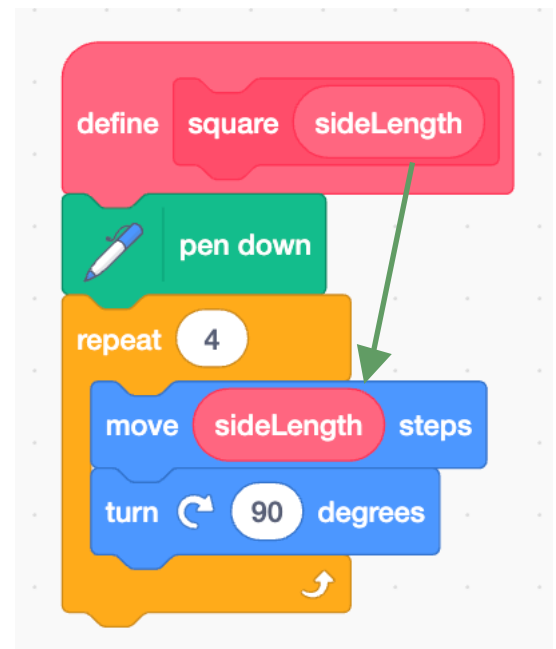 define square sideLength
pen down
repeat 4
move sideLength steps
turn 90 degrees